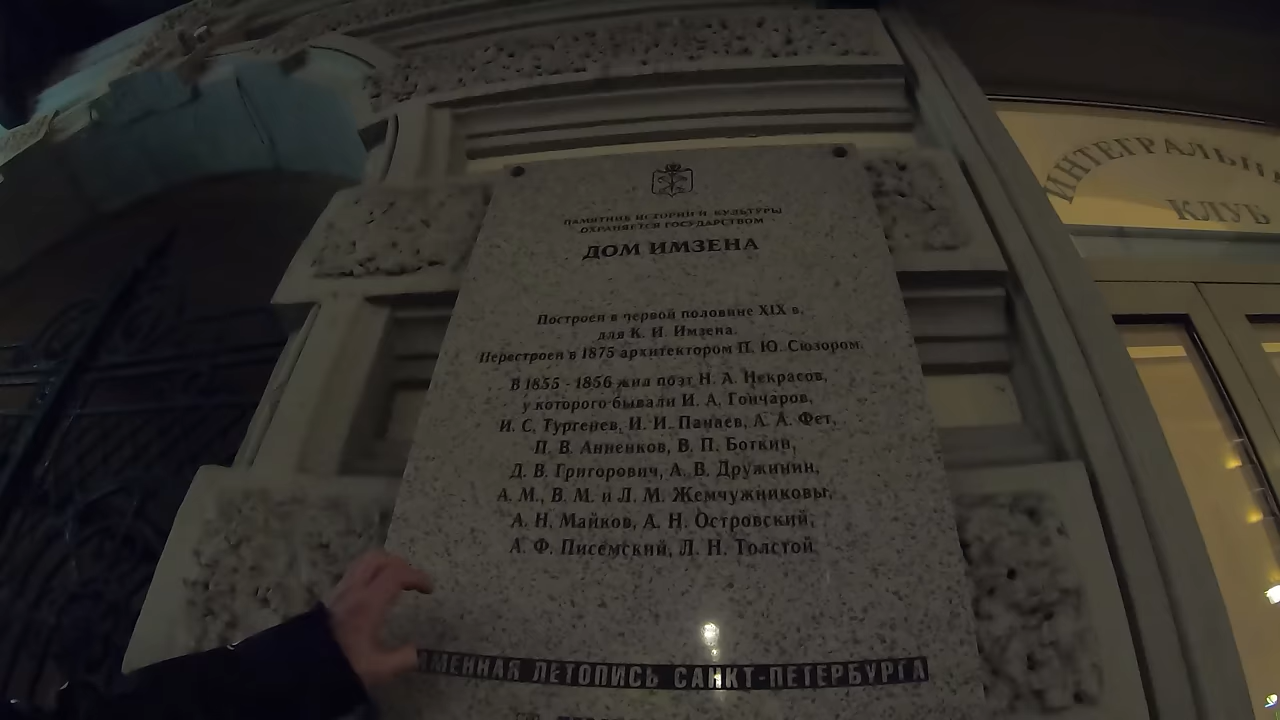 ПАМЯТНИК ИСТОРИИ И КУЛЬТУРЫ
ОХРАНЯЕТСЯ ГОСУДАРСТВОМ
ДОМ ИМЗЕНА
Построен в первой половине XIX в.
для К. И. Имзена.
Перестроен в 1875 архитектором П. Ю. Сюзором.
В 1855 - 1856 жил поэт Н. А. Некрасов,
у которого бывали И. А. Гончаров,
И. С. Тургенев, И. И. Панаев, А. А. Фет,
П. В. Анненков, В. П. Боткин,
Д. В. Григорович, А. В. Дружинин,
А. М., В. М. и Л. М. Жемчужниковы,
А. Н. Майков, А. Н. Островский,
А. Ф. Писемский, Л. Н. Толстой
ЛЕТОПИСЬ САНКТ-ПЕТЕРБУРГА
КЛУБ